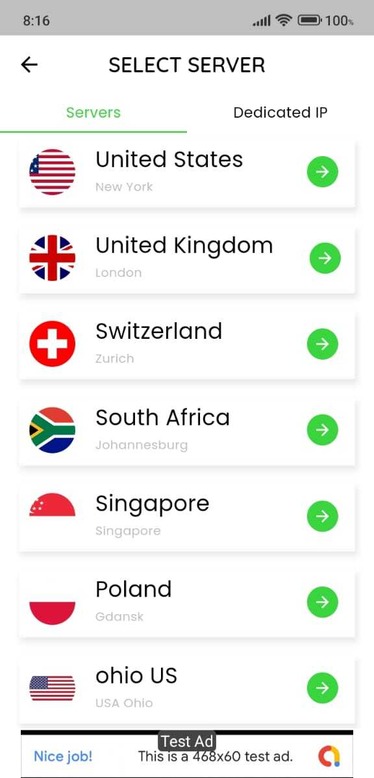 8:16
100%
SELECT SERVER
Servers
Dedicated IP
United States
New York
United Kingdom
London
Switzerland
Zurich
South Africa
Johannesburg
Singapore
Singapore
Poland
Gdansk
ohio US
USA Ohio
Test Ad
Nice job!
This is a 468x60 test ad.